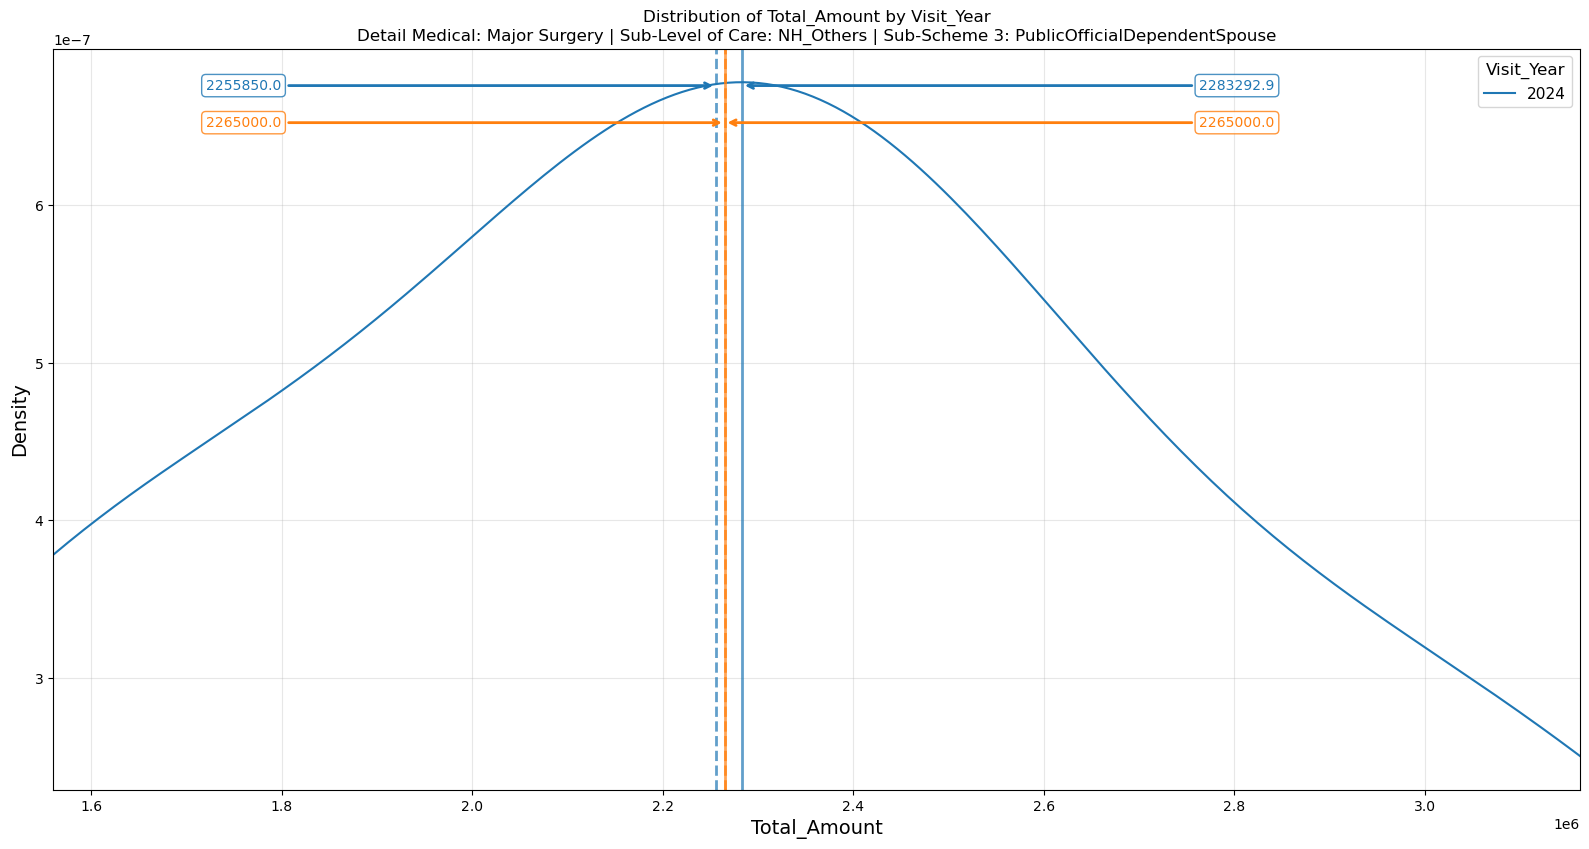 Distribution of Total_Amount by Visit_Year
Detail Medical: Major Surgery | Sub-Level of Care: NH_Others | Sub-Scheme 3: PublicOfficialDependentSpouse
1e−7
Visit_Year
2024
2255850.0
2283292.9
2265000.0
2265000.0
6
5
4
3
Density
1.6
1.8
2.0
2.2
2.4
2.6
2.8
3.0
1e6
Total_Amount